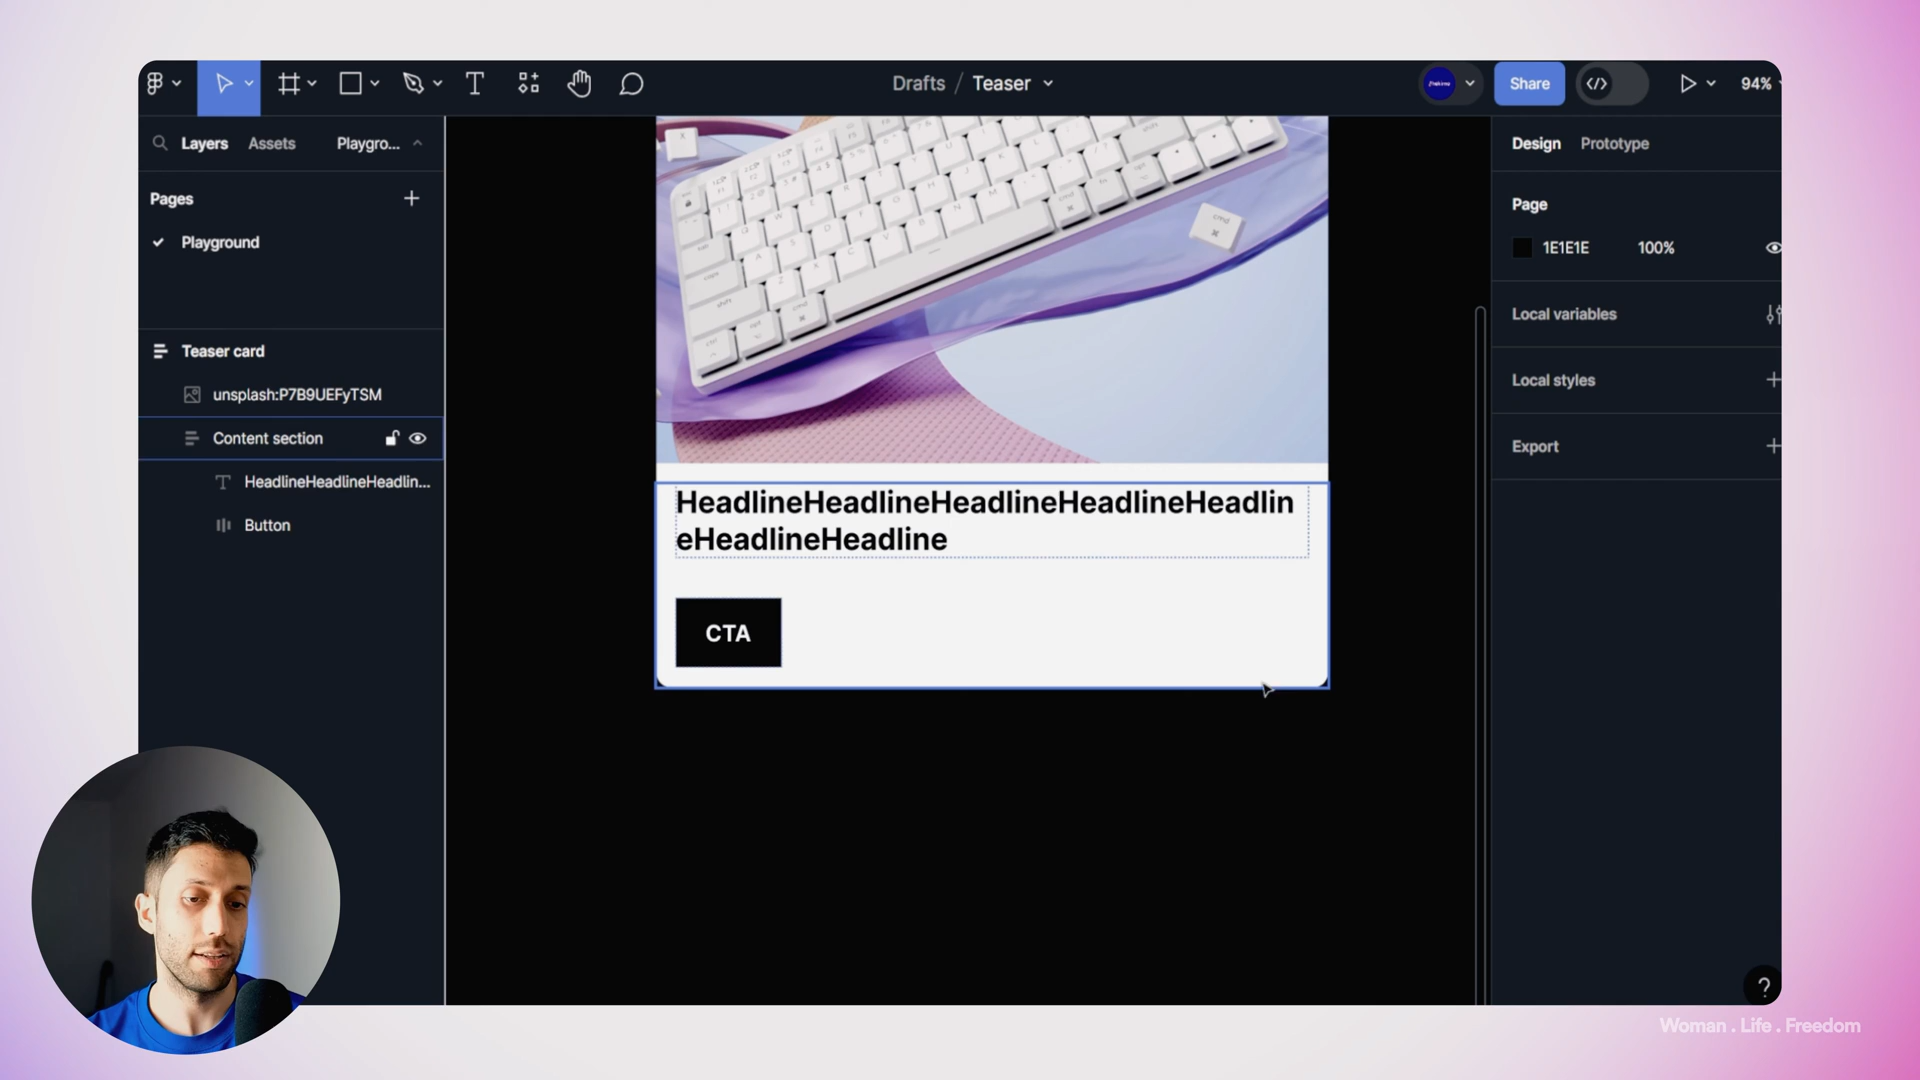 Drafts / Teaser
Share
94%
Layers
Assets
Playgro...
Pages
Playground
Teaser card
unsplash:P7B9UEFyTSM
Content section
HeadlineHeadlineHeadlin...
Button
HeadlineHeadlineHeadlineHeadlineHeadlin
eHeadlineHeadline
CTA
Design
Prototype
Page
1E1E1E
100%
Local variables
Local styles
Export
?
Woman . Life . Freedom